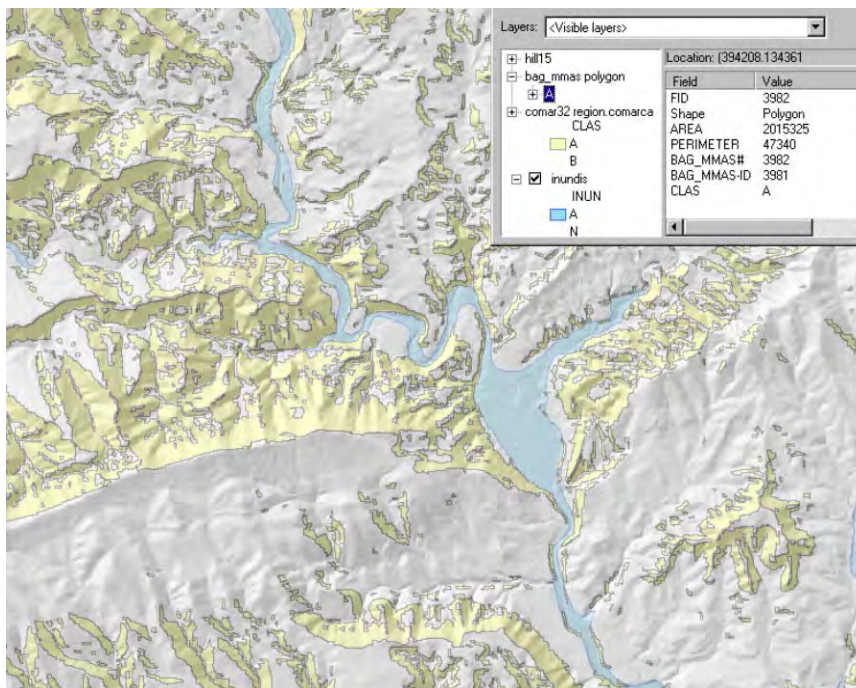 Layers: <Visible layers>
hill15
bag_mmas polygon
A
comar32 region.comarca
CLAS
A
B
inundis
INUN
A
N
Location: (394208.134361
Field Value
FID 3982
Shape Polygon
AREA 2015325
PERIMETER 47340
BAG_MMAS# 3982
BAG_MMAS-ID 3981
CLAS A